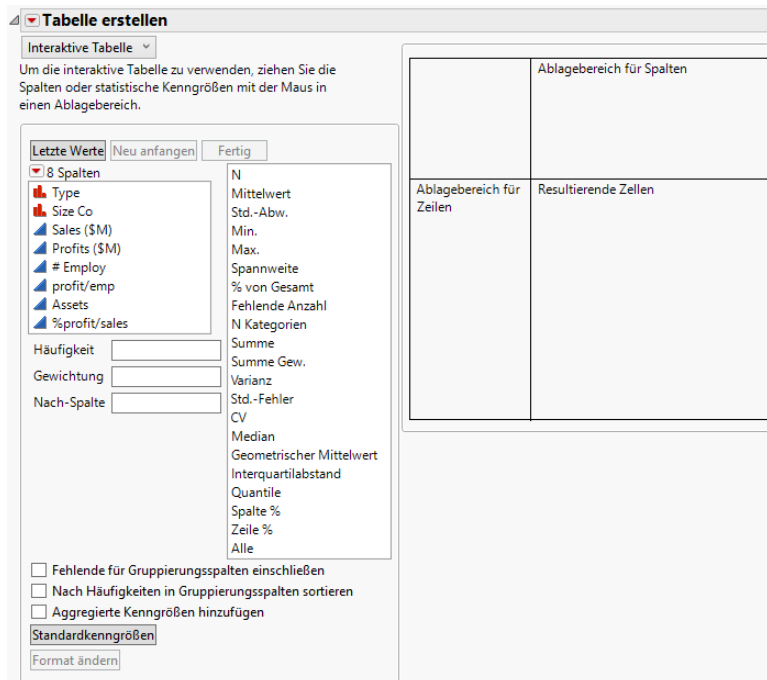 Tabelle erstellen
Interaktive Tabelle
Um die interaktive Tabelle zu verwenden, ziehen Sie die
Spalten oder statistische Kenngrößen mit der Maus in
einen Ablagebereich.
Letzte Werte Neu anfangen Fertig
8 Spalten
Type
Size Co
Sales ($M)
Profits ($M)
# Employ
profit/emp
Assets
%profit/sales
Häufigkeit
Gewichtung
Nach-Spalte
N
Mittelwert
Std.-Abw.
Min.
Max.
Spannweite
% von Gesamt
Fehlende Anzahl
N Kategorien
Summe
Summe Gew.
Varianz
Std.-Fehler
CV
Median
Geometrischer Mittelwert
Interquartilabstand
Quantile
Spalte %
Zeile %
Alle
Fehlende für Gruppierungsspalten einschließen
Nach Häufigkeiten in Gruppierungsspalten sortieren
Aggregierte Kenngrößen hinzufügen
Standardkenngrößen
Format ändern
Ablagebereich für Spalten
Ablagebereich für
Zeilen
Resultierende Zellen